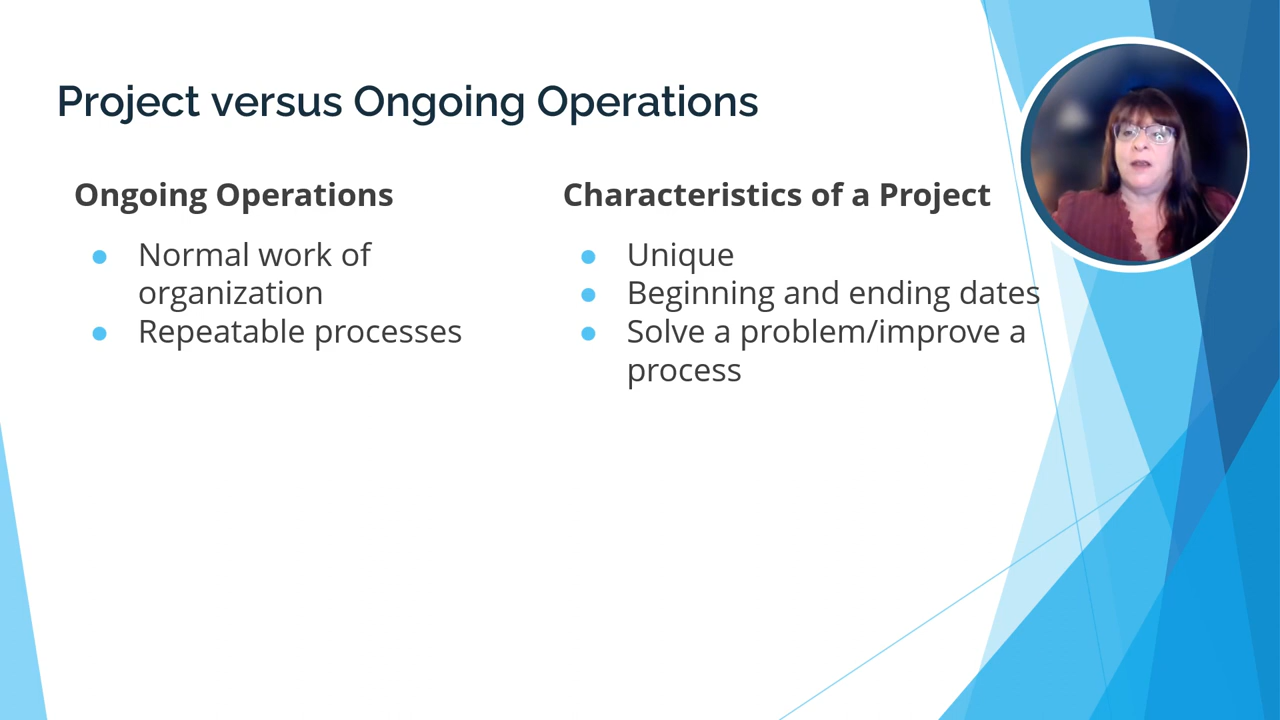 Project versus Ongoing Operations
Ongoing Operations
Normal work of
organization
Repeatable processes
Characteristics of a Project
Unique
Beginning and ending dates
Solve a problem/improve a
process